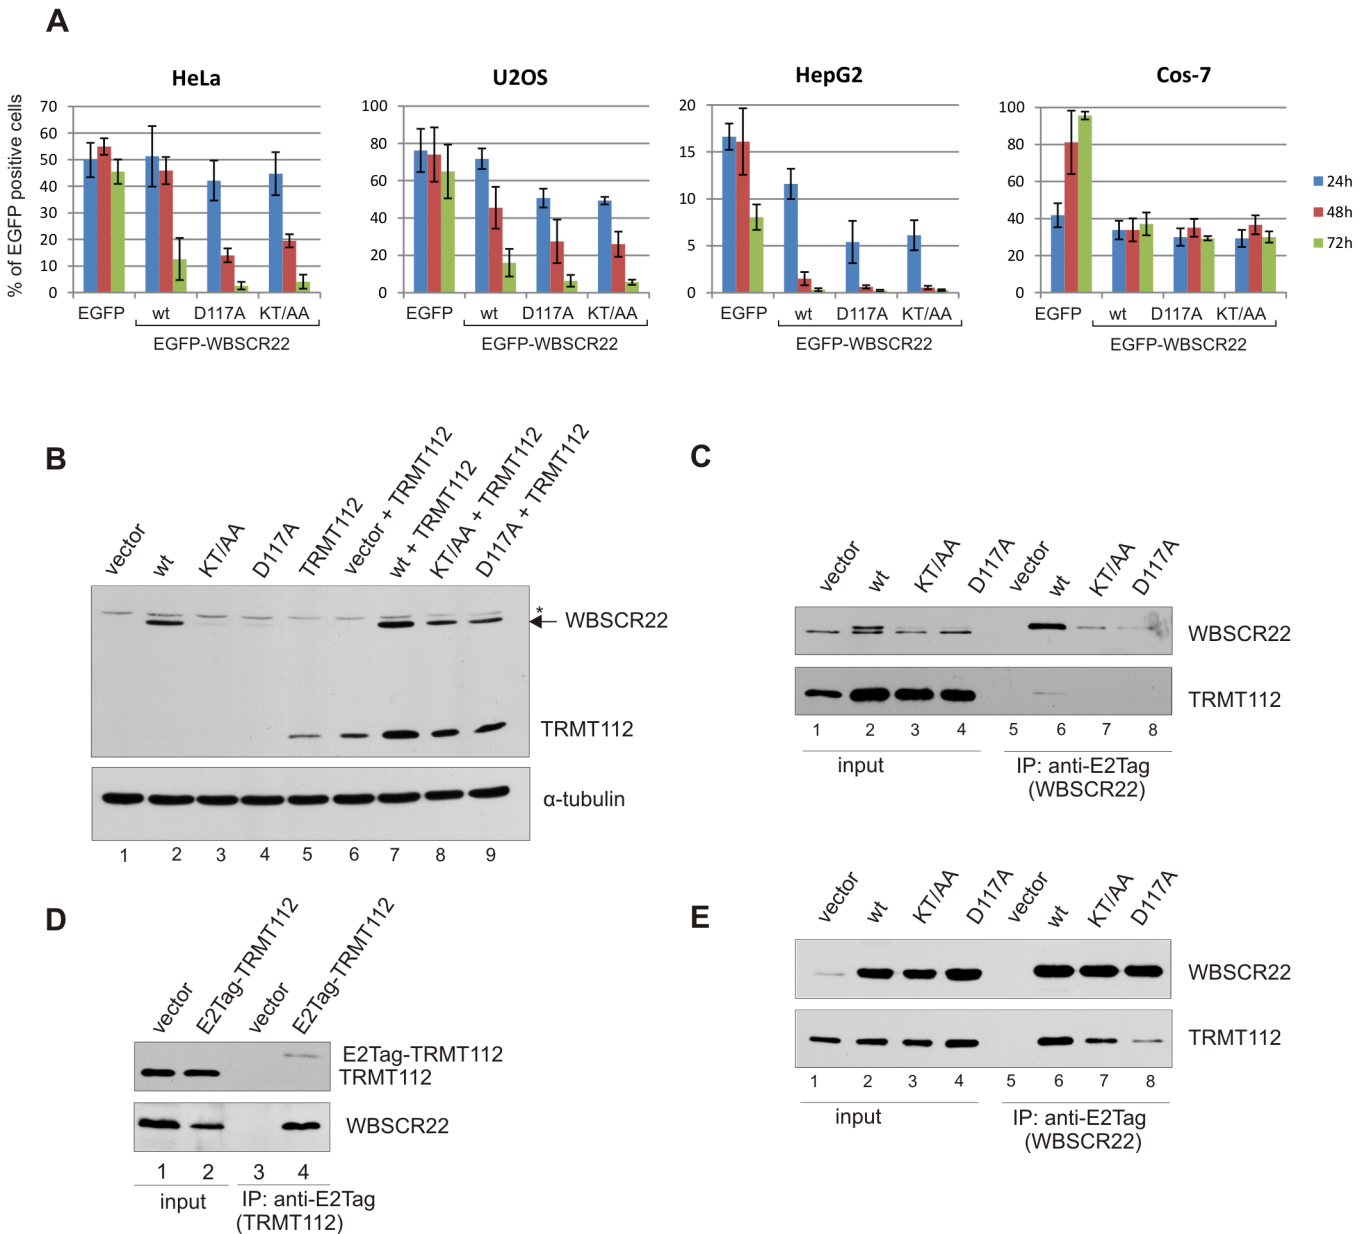 A
HeLa
U2OS
HepG2
Cos-7
% of EGFP positive cells
70
60
50
40
30
20
10
0
100
80
60
40
20
0
20
15
10
5
0
100
80
60
40
20
0
24h
48h
72h
EGFP wt D117A KT/AA
EGFP-WBSCR22
EGFP wt D117A KT/AA
EGFP-WBSCR22
EGFP wt D117A KT/AA
EGFP-WBSCR22
EGFP wt D117A KT/AA
EGFP-WBSCR22
B
vector
wt
KT/AA
D117A
TRMT112
vector + TRMT112
wt + TRMT112
KT/AA + TRMT112
D117A + TRMT112
*
WBSCR22
TRMT112
α-tubulin
1 2 3 4 5 6 7 8 9
C
vector
wt
KT/AA
D117A
vector
wt
KT/AA
D117A
WBSCR22
TRMT112
1 2 3 4 5 6 7 8
input
IP: anti-E2Tag
(WBSCR22)
D
vector
E2Tag-TRMT112
vector
E2Tag-TRMT112
E2Tag-TRMT112
TRMT112
WBSCR22
1 2 3 4
input
IP: anti-E2Tag
(TRMT112)
E
vector
wt
KT/AA
D117A
vector
wt
KT/AA
D117A
WBSCR22
TRMT112
1 2 3 4 5 6 7 8
input
IP: anti-E2Tag
(WBSCR22)